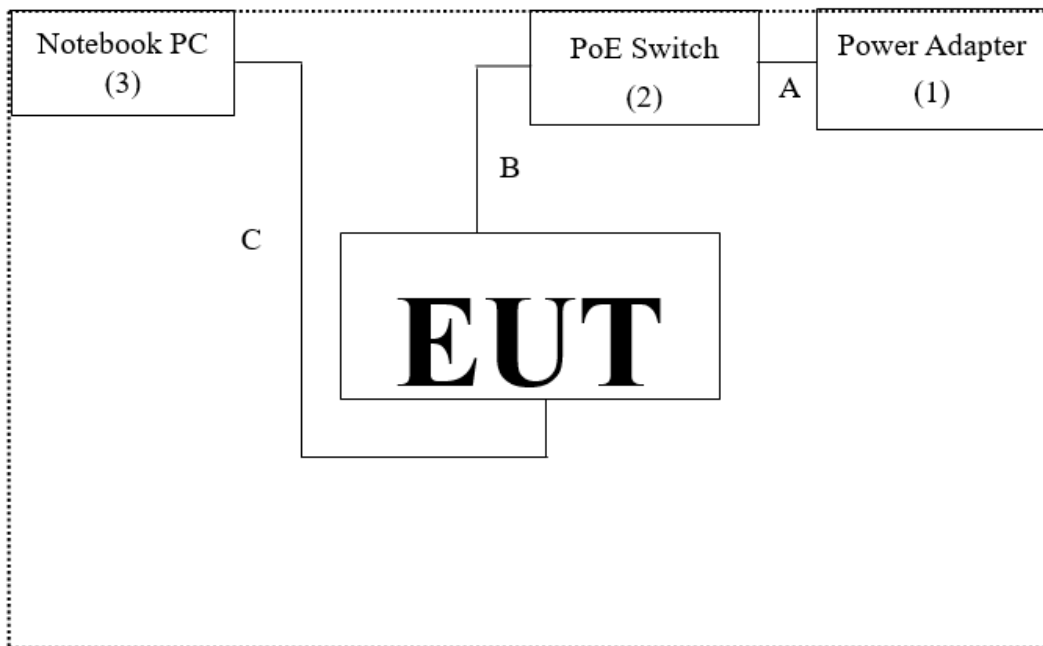 Notebook PC
(3)
PoE Switch
(2)
A
Power Adapter
(1)
B
C
EUT